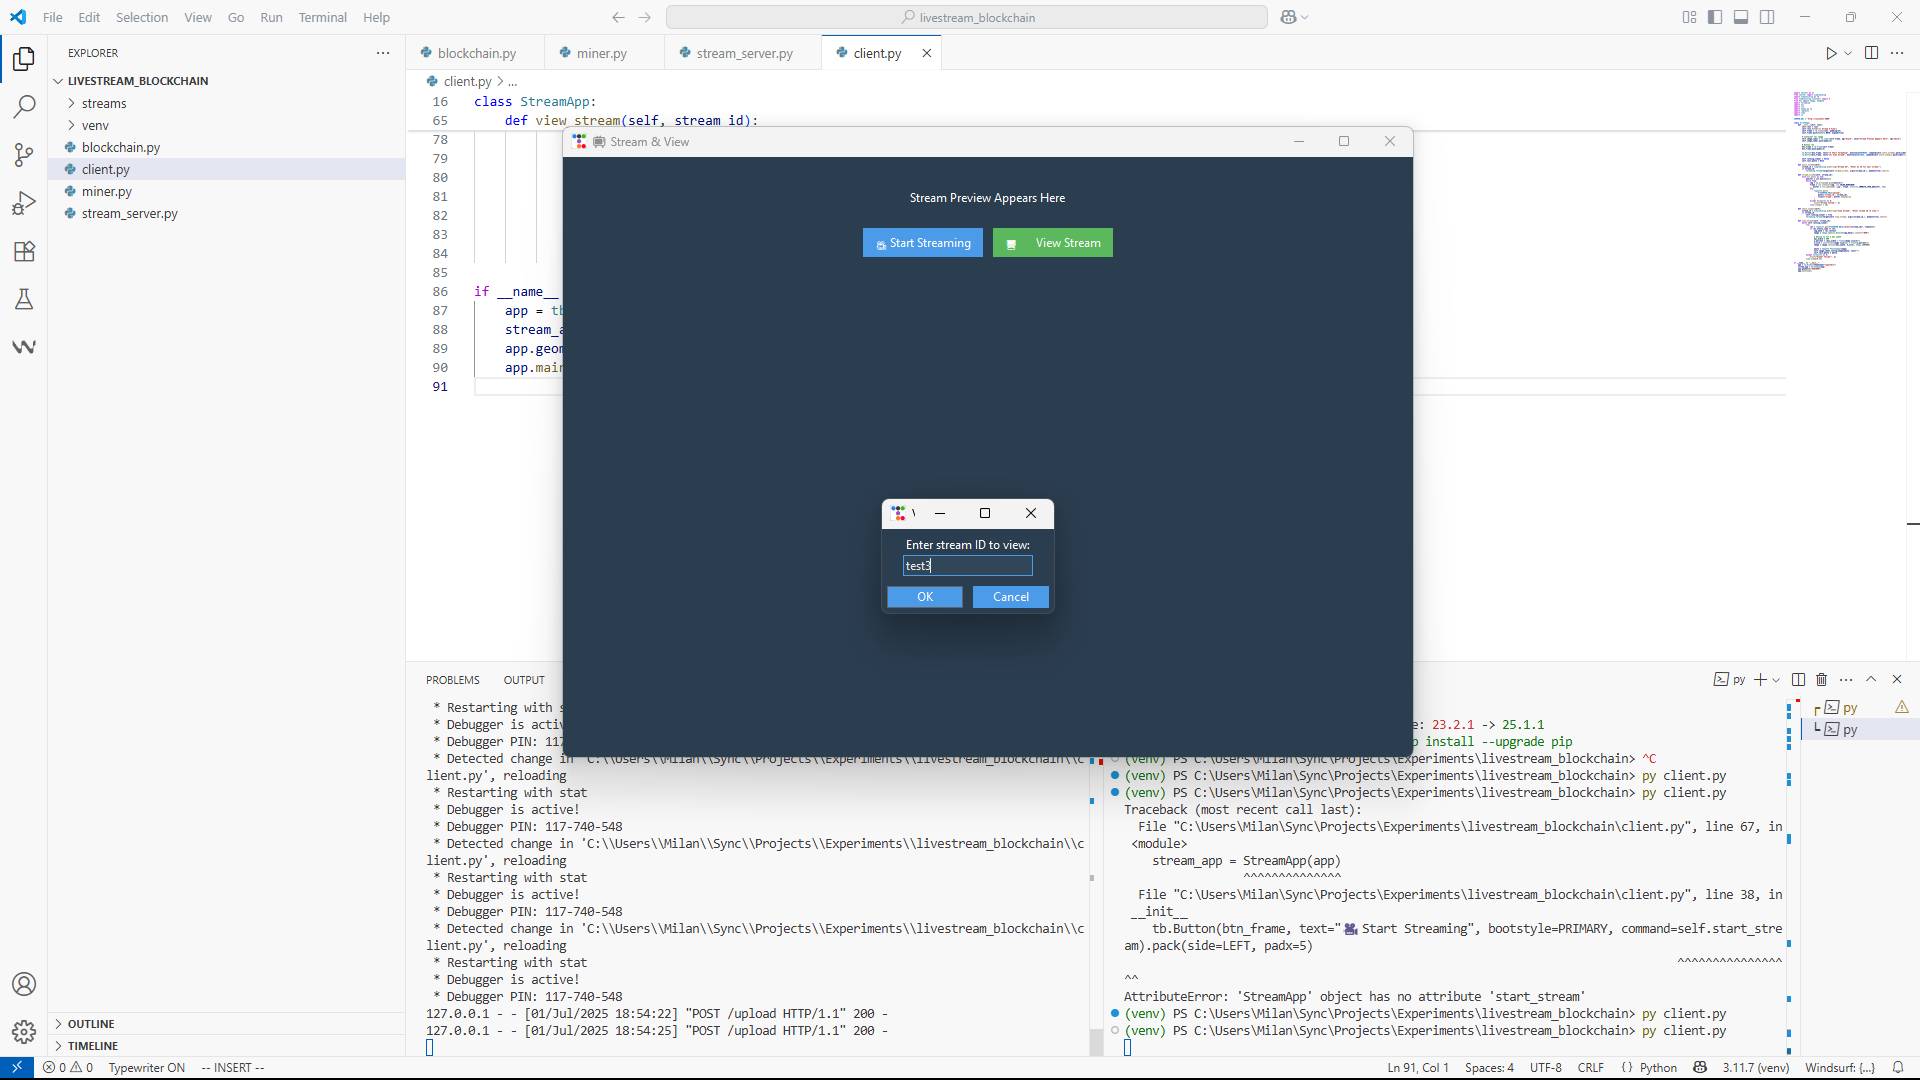 File Edit Selection View Go Run Terminal Help
livestream_blockchain
EXPLORER
LIVESTREAM_BLOCKCHAIN
streams
venv
blockchain.py
client.py
miner.py
stream_server.py
OUTLINE
TIMELINE
blockchain.py miner.py stream_server.py client.py
client.py > ...
16 class StreamApp:
65 def view_stream(self, stream_id):
78
79
80
81
82
83
84
85
86 if __name__
87 app = tb
88 stream_a
89 app.geom
90 app.main
91
Stream & View
Stream Preview Appears Here
Start Streaming View Stream
Enter stream ID to view:
test3
OK Cancel
PROBLEMS OUTPUT
py
* Restarting with s
* Debugger is activ
* Debugger PIN: 117
* Detected change in 'C:\\Users\\Milan\\Sync\\Projects\\Experiments\\livestream_blockchain\\c
lient.py', reloading
* Restarting with stat
* Debugger is active!
* Debugger PIN: 117-740-548
* Detected change in 'C:\\Users\\Milan\\Sync\\Projects\\Experiments\\livestream_blockchain\\c
lient.py', reloading
* Restarting with stat
* Debugger is active!
* Debugger PIN: 117-740-548
* Detected change in 'C:\\Users\\Milan\\Sync\\Projects\\Experiments\\livestream_blockchain\\c
lient.py', reloading
* Restarting with stat
* Debugger is active!
* Debugger PIN: 117-740-548
127.0.0.1 - - [01/Jul/2025 18:54:22] "POST /upload HTTP/1.1" 200 -
127.0.0.1 - - [01/Jul/2025 18:54:25] "POST /upload HTTP/1.1" 200 -
e: 23.2.1 -> 25.1.1
p install --upgrade pip
(venv) PS C:\Users\Milan\Sync\Projects\Experiments\livestream_blockchain> ^C
(venv) PS C:\Users\Milan\Sync\Projects\Experiments\livestream_blockchain> py client.py
(venv) PS C:\Users\Milan\Sync\Projects\Experiments\livestream_blockchain> py client.py
Traceback (most recent call last):
File "C:\Users\Milan\Sync\Projects\Experiments\livestream_blockchain\client.py", line 67, in
<module>
stream_app = StreamApp(app)
^^^^^^^^^^^^^^
File "C:\Users\Milan\Sync\Projects\Experiments\livestream_blockchain\client.py", line 38, in
__init__
tb.Button(btn_frame, text="🎥 Start Streaming", bootstyle=PRIMARY, command=self.start_stre
am).pack(side=LEFT, padx=5)
^^^^^^^^^^^^^^^
^^
AttributeError: 'StreamApp' object has no attribute 'start_stream'
(venv) PS C:\Users\Milan\Sync\Projects\Experiments\livestream_blockchain> py client.py
(venv) PS C:\Users\Milan\Sync\Projects\Experiments\livestream_blockchain> py client.py
py
py
0 0 Typewriter ON -- INSERT -- Ln 91, Col 1 Spaces: 4 UTF-8 CRLF {} Python 3.11.7 (venv) Windsurf: {...}